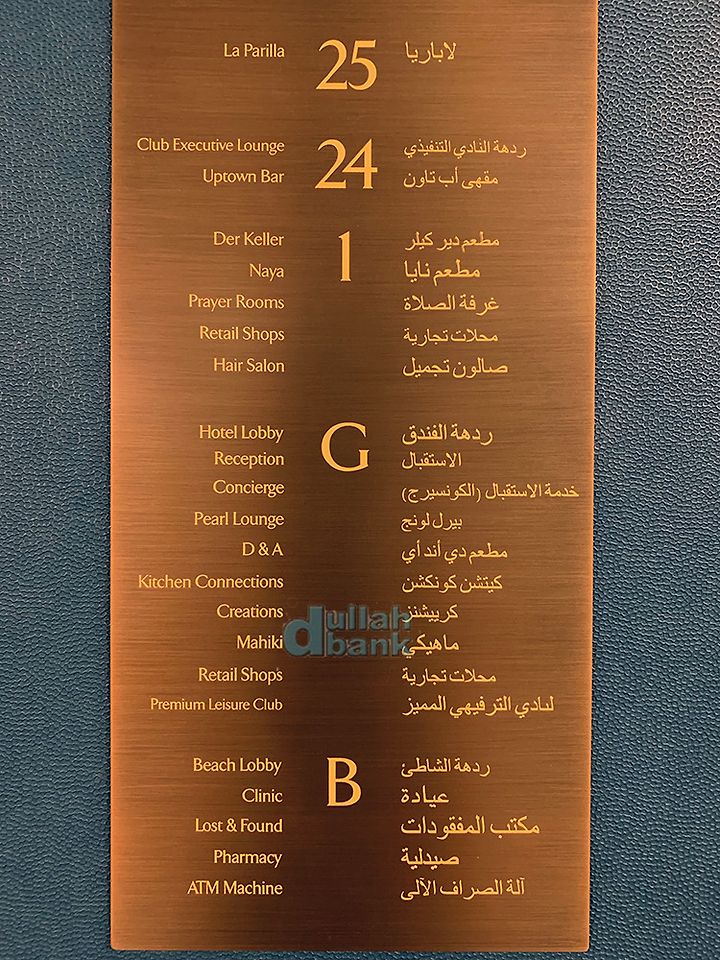 La Parilla 25 لاباريا
Club Executive Lounge 24 ردهة النادي التنفيذي
Uptown Bar مقهى أب تاون
Der Keller 1 مطعم دير كيلر
Naya مطعم نايا
Prayer Rooms غرفة الصلاة
Retail Shops محلات تجارية
Hair Salon صالون تجميل
Hotel Lobby G ردهة الفندق
Reception الاستقبال
Concierge خدمة الاستقبال (الكونسيرج)
Pearl Lounge بيرل لونج
D & A مطعم دي أند أي
Kitchen Connections كيتشن كونكشن
Creations كرييشنز
dullah
bank
Mahiki ماهيكي
Retail Shops محلات تجارية
Premium Leisure Club لنادي الترفيهي المميز
Beach Lobby B ردهة الشاطئ
Clinic عيادة
Lost & Found مكتب المفقودات
Pharmacy صيدلية
ATM Machine آلة الصراف الآلى